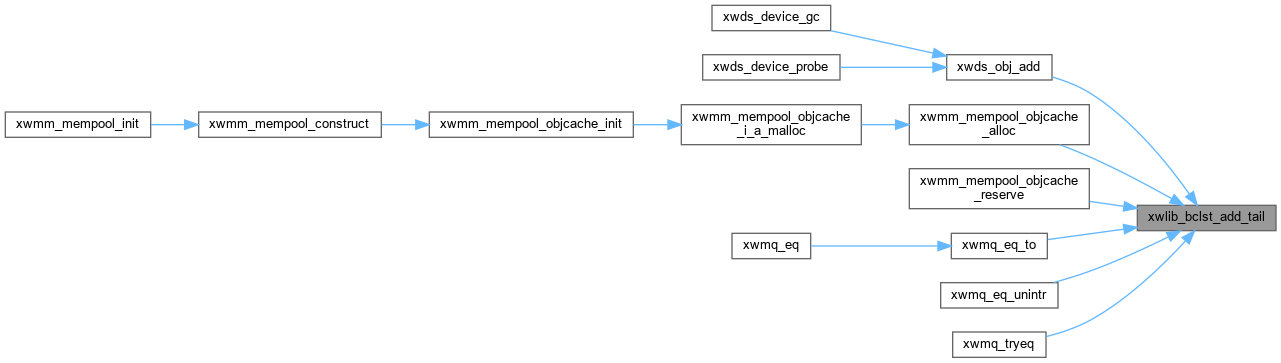 xwds_device_gc
xwds_device_probe
xwds_obj_add
xwmm_mempool_init
xwmm_mempool_construct
xwmm_mempool_objcache_init
xwmm_mempool_objcache
_i_a_malloc
xwmm_mempool_objcache
_alloc
xwmm_mempool_objcache
_reserve
xwlib_bclst_add_tail
xwmq_eq
xwmq_eq_to
xwmq_eq_unintr
xwmq_tryeq